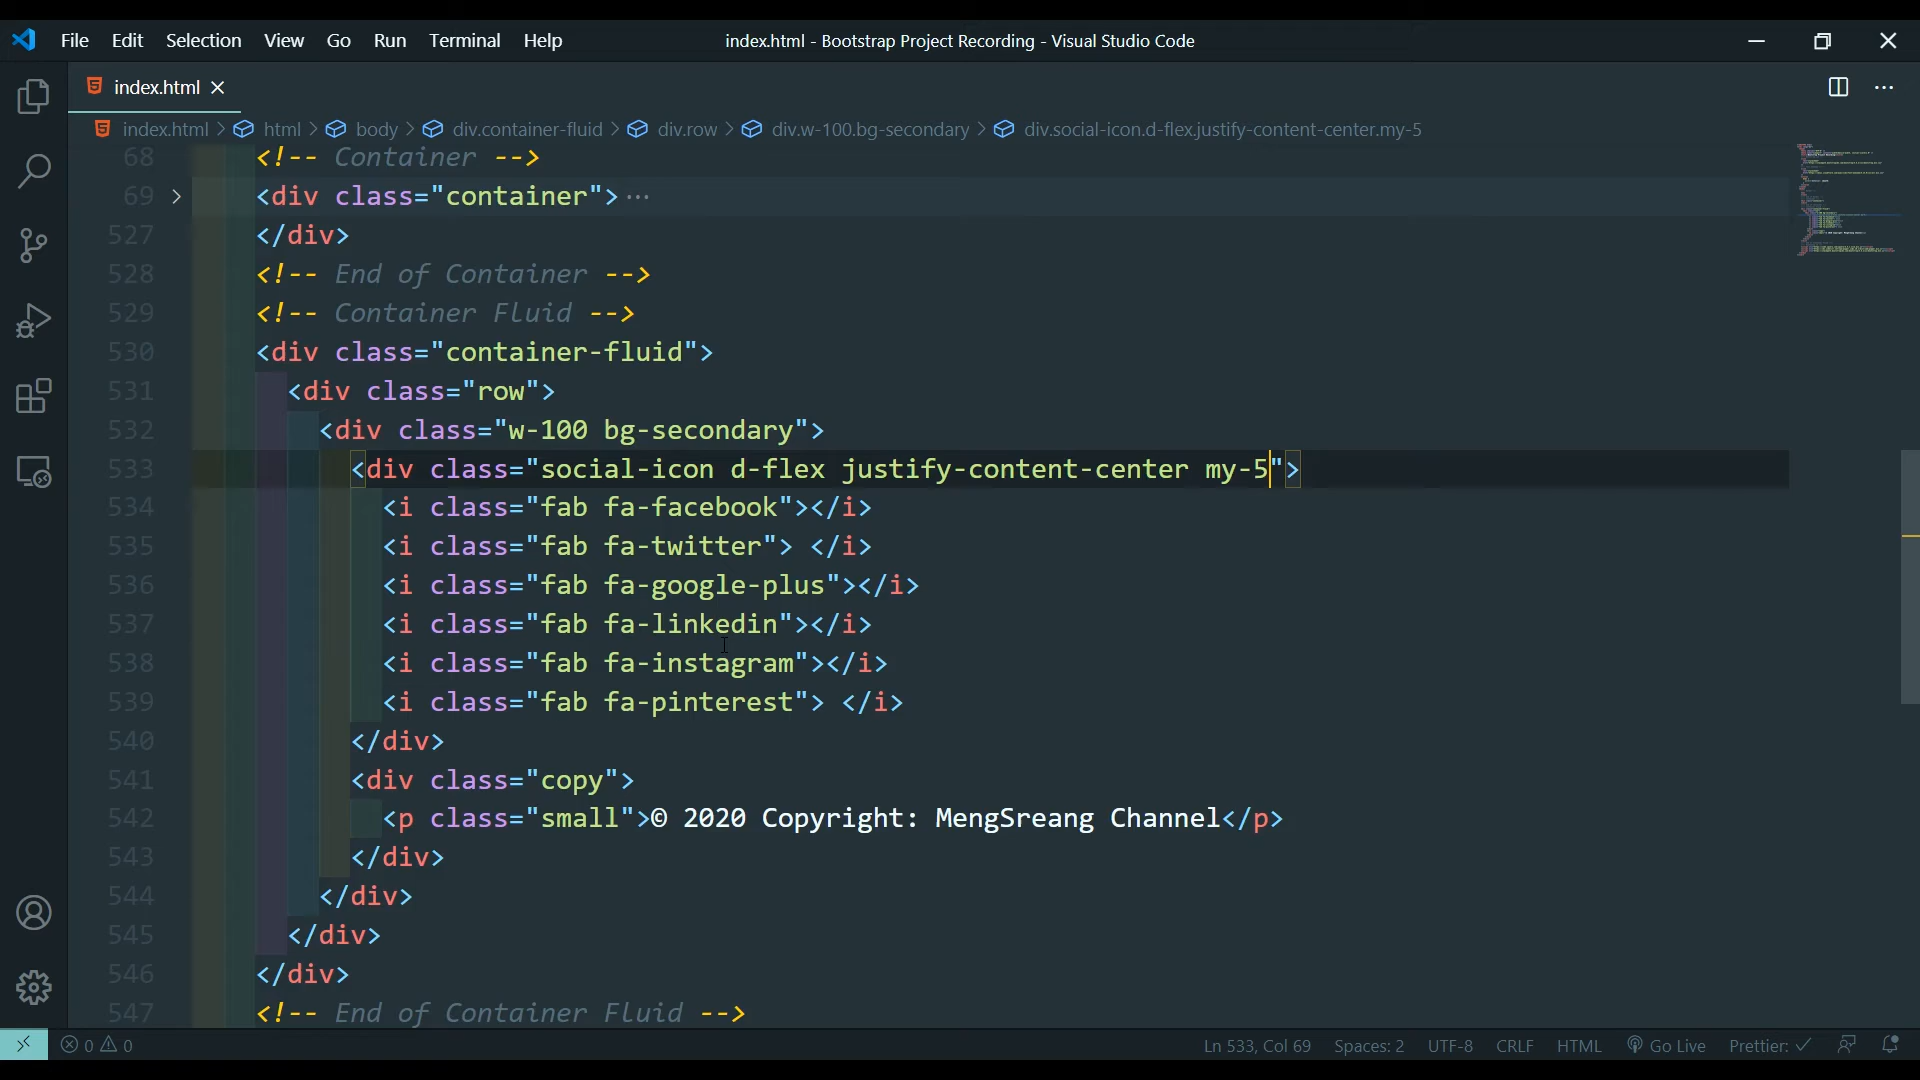 File Edit Selection View Go Run Terminal Help index.html - Bootstrap Project Recording - Visual Studio Code
index.html
index.html > html > body > div.container-fluid > div.row > div.w-100.bg-secondary > div.social-icon.d-flex.justify-content-center.my-5
68 <!-- Container -->
69 <div class="container">…
527 </div>
528 <!-- End of Container -->
529 <!-- Container Fluid -->
530 <div class="container-fluid">
531 <div class="row">
532 <div class="w-100 bg-secondary">
533 <div class="social-icon d-flex justify-content-center my-5">
534 <i class="fab fa-facebook"></i>
535 <i class="fab fa-twitter"> </i>
536 <i class="fab fa-google-plus"></i>
537 <i class="fab fa-linkedin"></i>
538 <i class="fab fa-instagram"></i>
539 <i class="fab fa-pinterest"> </i>
540 </div>
541 <div class="copy">
542 <p class="small">© 2020 Copyright: MengSreang Channel</p>
543 </div>
544 </div>
545 </div>
546 </div>
547 <!-- End of Container Fluid -->
0 0 Ln 533, Col 69 Spaces: 2 UTF-8 CRLF HTML Go Live Prettier: ✓